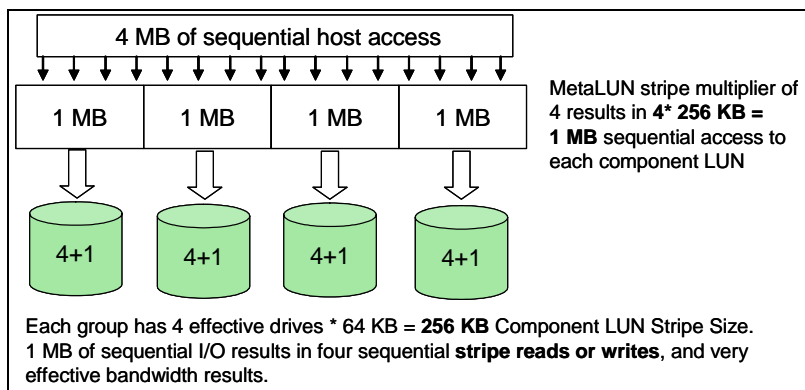 4 MB of sequential host access
1 MB 1 MB 1 MB 1 MB
MetaLUN stripe multiplier of
4 results in 4* 256 KB =
1 MB sequential access to
each component LUN
4+1 4+1 4+1 4+1
Each group has 4 effective drives * 64 KB = 256 KB Component LUN Stripe Size.
1 MB of sequential I/O results in four sequential stripe reads or writes, and very
effective bandwidth results.